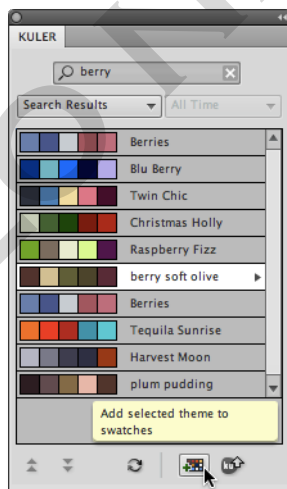 KULER
berry
Search Results All Time
Berries
Blu Berry
Twin Chic
Christmas Holly
Raspberry Fizz
berry soft olive
Berries
Tequila Sunrise
Harvest Moon
plum pudding
Add selected theme to
swatches